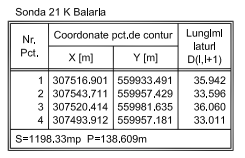 Sonda 21 K Balarla
Nr. Pct. Coordonate pct.de contur Lungimi laturi D(i,i+1)
X [m] Y [m]
1 307516.901 559933.491 35.942
2 307543,711 559957.429 33,596
3 307520,414 559981,635 36,060
4 307493.912 559957,181 33.011
S=1198.33mp P=138.609m